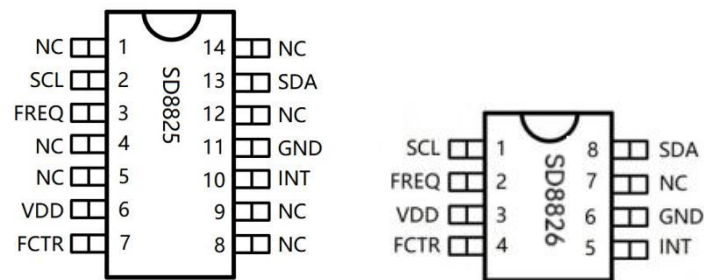 NC 1 14 NC
SCL 2 13 SDA
FREQ 3 12 NC
NC 4 11 GND
NC 5 10 INT
VDD 6 9 NC
FCTR 7 8 NC
SD8825
SCL 1 8 SDA
FREQ 2 7 NC
VDD 3 6 GND
FCTR 4 5 INT
SD8826